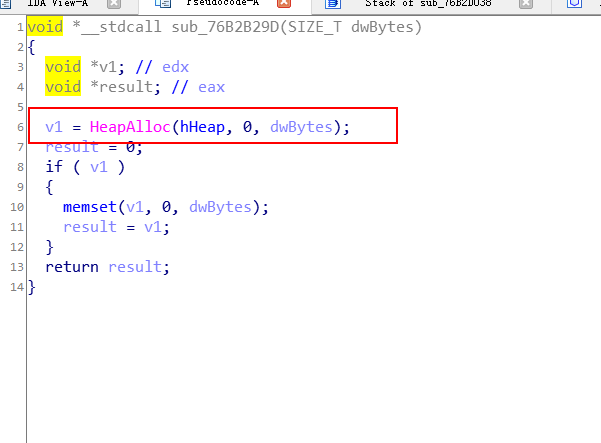 IDA View-A Pseudocode-A Stack of sub_76B2D038
1 void *__stdcall sub_76B2B29D(SIZE_T dwBytes)
2 {
3 void *v1; // edx
4 void *result; // eax
5
6 v1 = HeapAlloc(hHeap, 0, dwBytes);
7 result = 0;
8 if ( v1 )
9 {
10 memset(v1, 0, dwBytes);
11 result = v1;
12 }
13 return result;
14 }